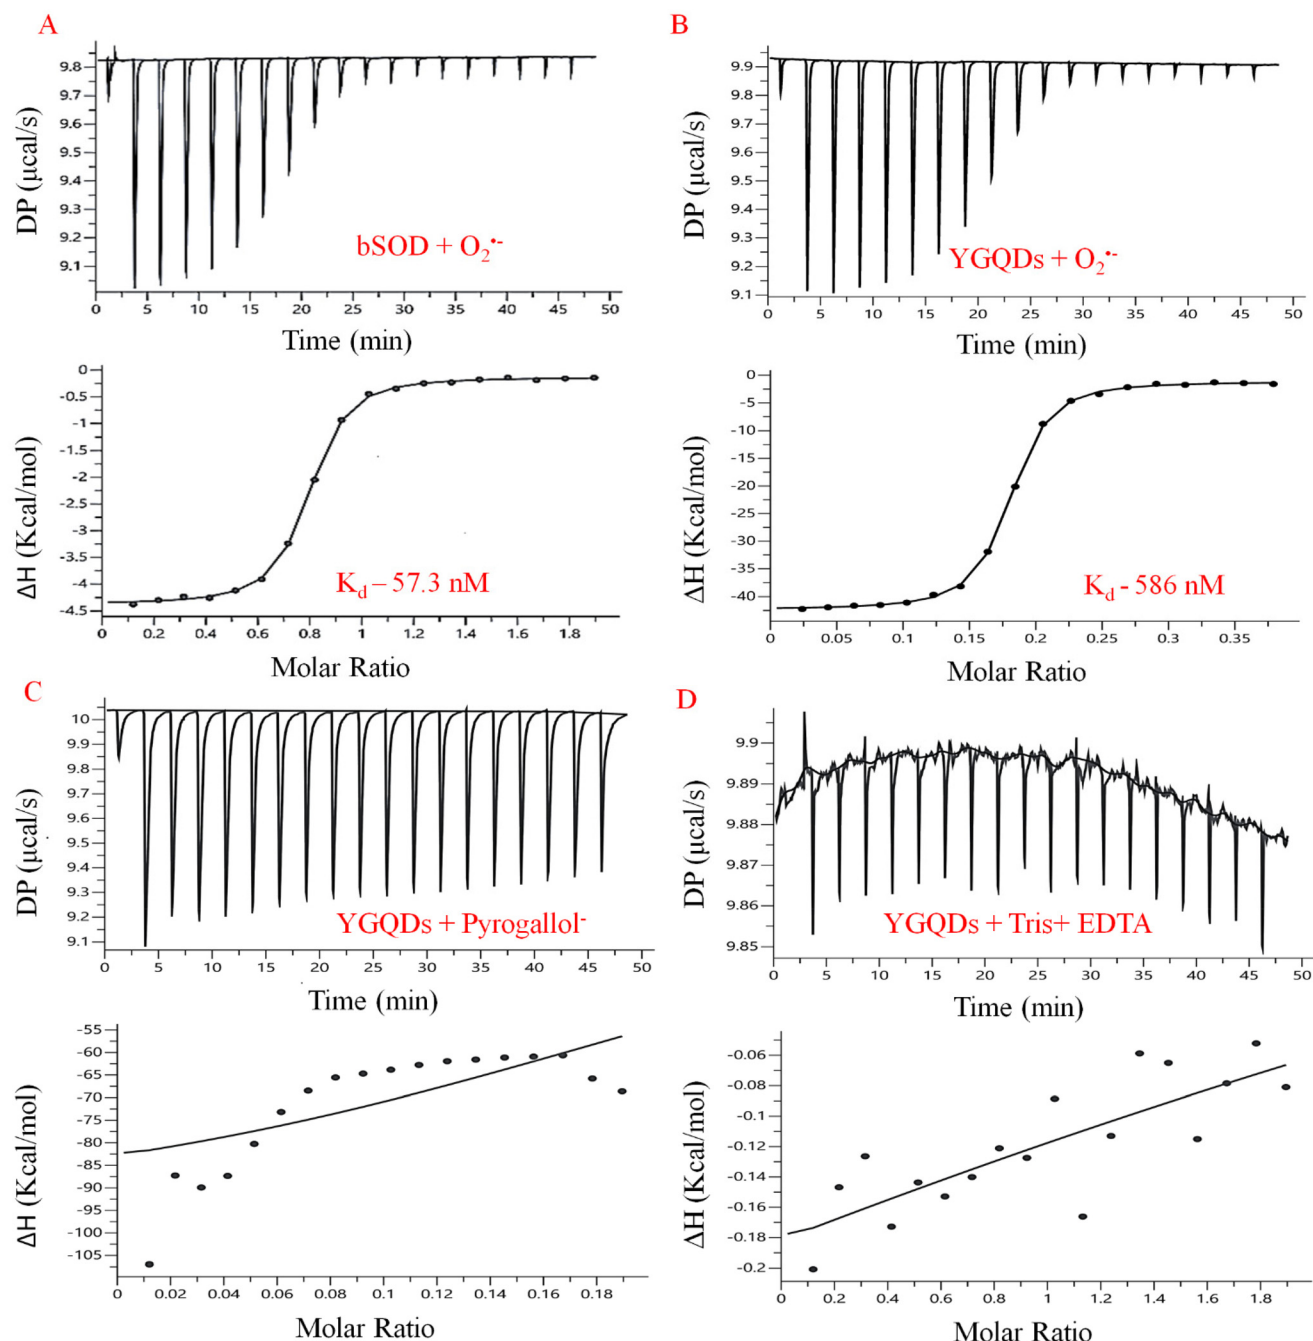 A
B
9.8
9.7
9.6
9.5
9.4
9.3
9.2
9.1
DP (μcal/s)
bSOD + O₂•-
0 5 10 15 20 25 30 35 40 45 50
Time (min)
9.9
9.8
9.7
9.6
9.5
9.4
9.3
9.2
9.1
DP (μcal/s)
YGQDs + O₂•-
0 5 10 15 20 25 30 35 40 45 50
Time (min)
0
-0.5
-1
-1.5
-2
-2.5
-3
-3.5
-4
-4.5
ΔH (Kcal/mol)
K_d – 57.3 nM
0 0.2 0.4 0.6 0.8 1 1.2 1.4 1.6 1.8
Molar Ratio
0
-5
-10
-15
-20
-25
-30
-35
-40
ΔH (Kcal/mol)
K_d - 586 nM
0 0.05 0.1 0.15 0.2 0.25 0.3 0.35
Molar Ratio
C
D
10
9.9
9.8
9.7
9.6
9.5
9.4
9.3
9.2
9.1
DP (μcal/s)
YGQDs + Pyrogallol-
0 5 10 15 20 25 30 35 40 45 50
Time (min)
9.9
9.89
9.88
9.87
9.86
9.85
DP (μcal/s)
YGQDs + Tris+ EDTA
0 5 10 15 20 25 30 35 40 45 50
Time (min)
-55
-60
-65
-70
-75
-80
-85
-90
-95
-100
-105
ΔH (Kcal/mol)
0 0.02 0.04 0.06 0.08 0.1 0.12 0.14 0.16 0.18
Molar Ratio
-0.06
-0.08
-0.1
-0.12
-0.14
-0.16
-0.18
-0.2
ΔH (Kcal/mol)
0 0.2 0.4 0.6 0.8 1 1.2 1.4 1.6 1.8
Molar Ratio